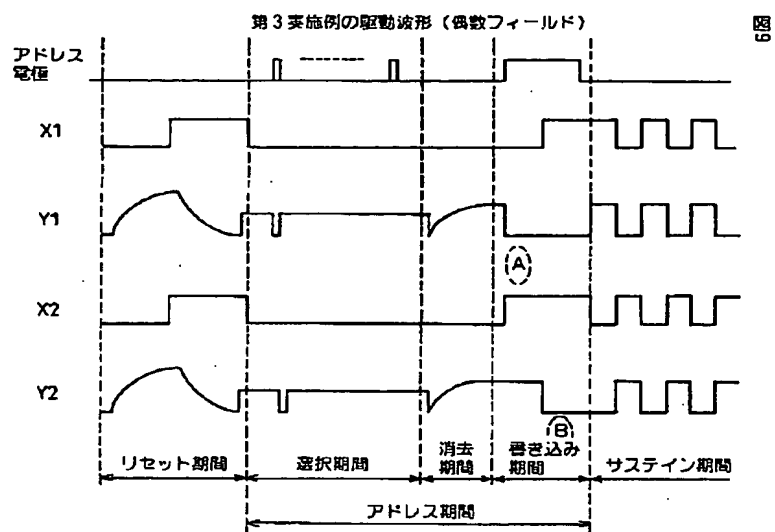 第3実施例の駆動波形（偶数フィールド）
図9
アドレス
電極
X1
Y1
A
X2
Y2
B
リセット期間
選択期間
消去
期間
書き込み
期間
サステイン期間
アドレス期間